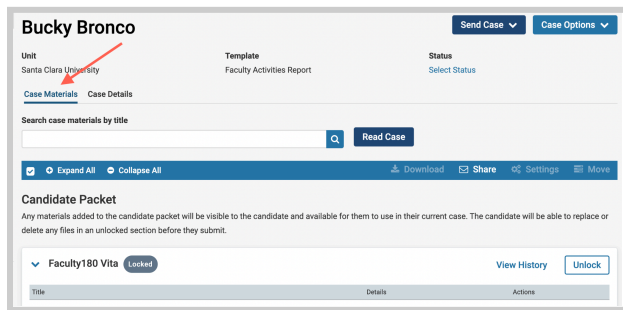 Bucky Bronco
Send Case
Case Options
Unit
Template
Status
Santa Clara University
Faculty Activities Report
Select Status
Case Materials
Case Details
Search case materials by title
Read Case
Expand All
Collapse All
Download
Share
Settings
Move
Candidate Packet
Any materials added to the candidate packet will be visible to the candidate and available for them to use in their current case. The candidate will be able to replace or
delete any files in an unlocked section before they submit.
Faculty180 Vita
Locked
View History
Unlock
Title
Details
Actions